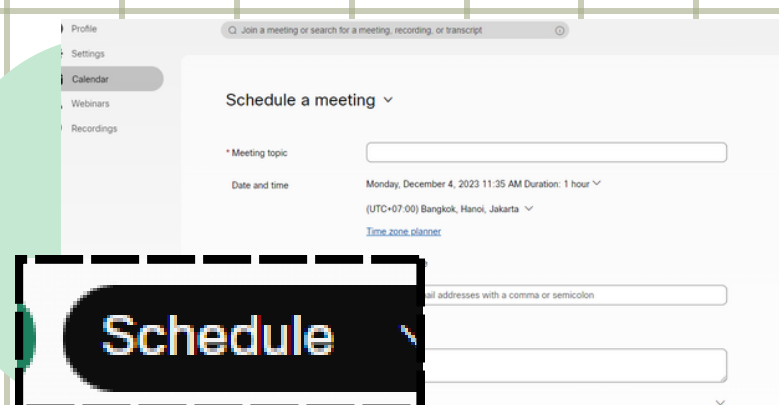 Profile
Join a meeting or search for a meeting, recording, or transcript
Settings
Calendar
Webinars
Recordings
Schedule a meeting
* Meeting topic
Date and time
Monday, December 4, 2023 11:35 AM Duration: 1 hour
(UTC+07:00) Bangkok, Hanoi, Jakarta
Time zone planner
addresses with a comma or semicolon
Schedule